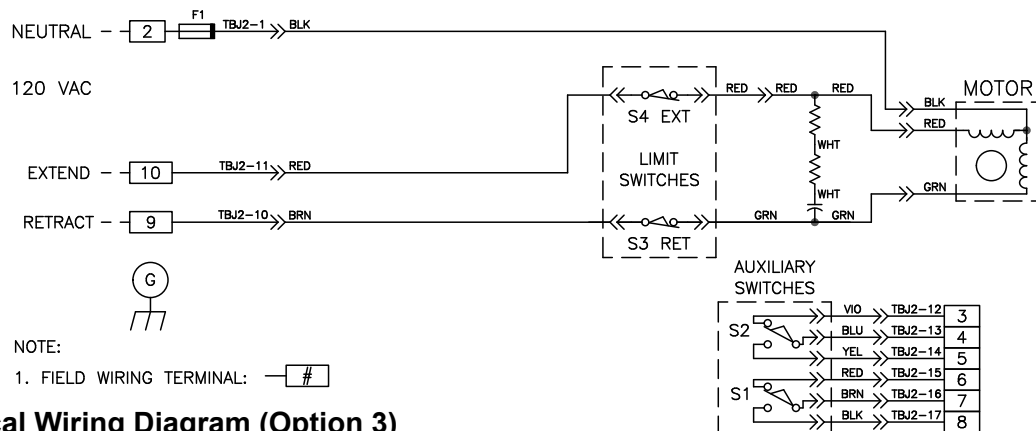 F1
NEUTRAL 2 TBJ2-1 BLK
120 VAC
MOTOR
RED RED RED
S4 EXT
BLK
RED
WHT
LIMIT
SWITCHES
EXTEND 10 TBJ2-11 RED
WHT
GRN
RETRACT 9 TBJ2-10 BRN
GRN GRN
S3 RET
G
AUXILIARY
SWITCHES
VIO TBJ2-12 3
S2
BLU TBJ2-13 4
YEL TBJ2-14 5
RED TBJ2-15 6
S1
BRN TBJ2-16 7
BLK TBJ2-17 8
NOTE:
1. FIELD WIRING TERMINAL: #
cal Wiring Diagram (Option 3)